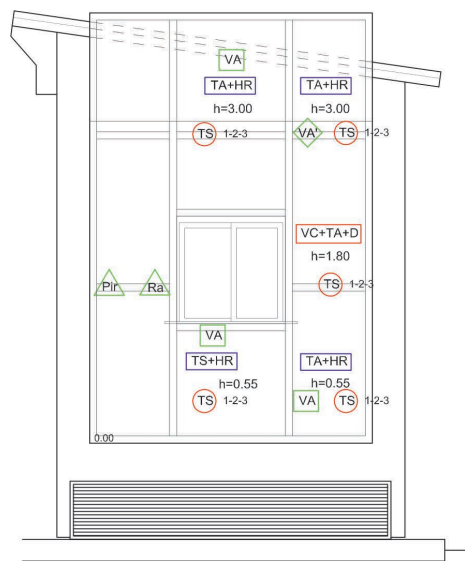 VA
TA+HR TA+HR
h=3.00 h=3.00
TS 1-2-3 VA' TS 1-2-3
VC+TA+D
h=1.80
Pir Ra TS 1-2-3
VA
TS+HR TA+HR
h=0.55 h=0.55
TS 1-2-3 VA TS 1-2-3
0.00